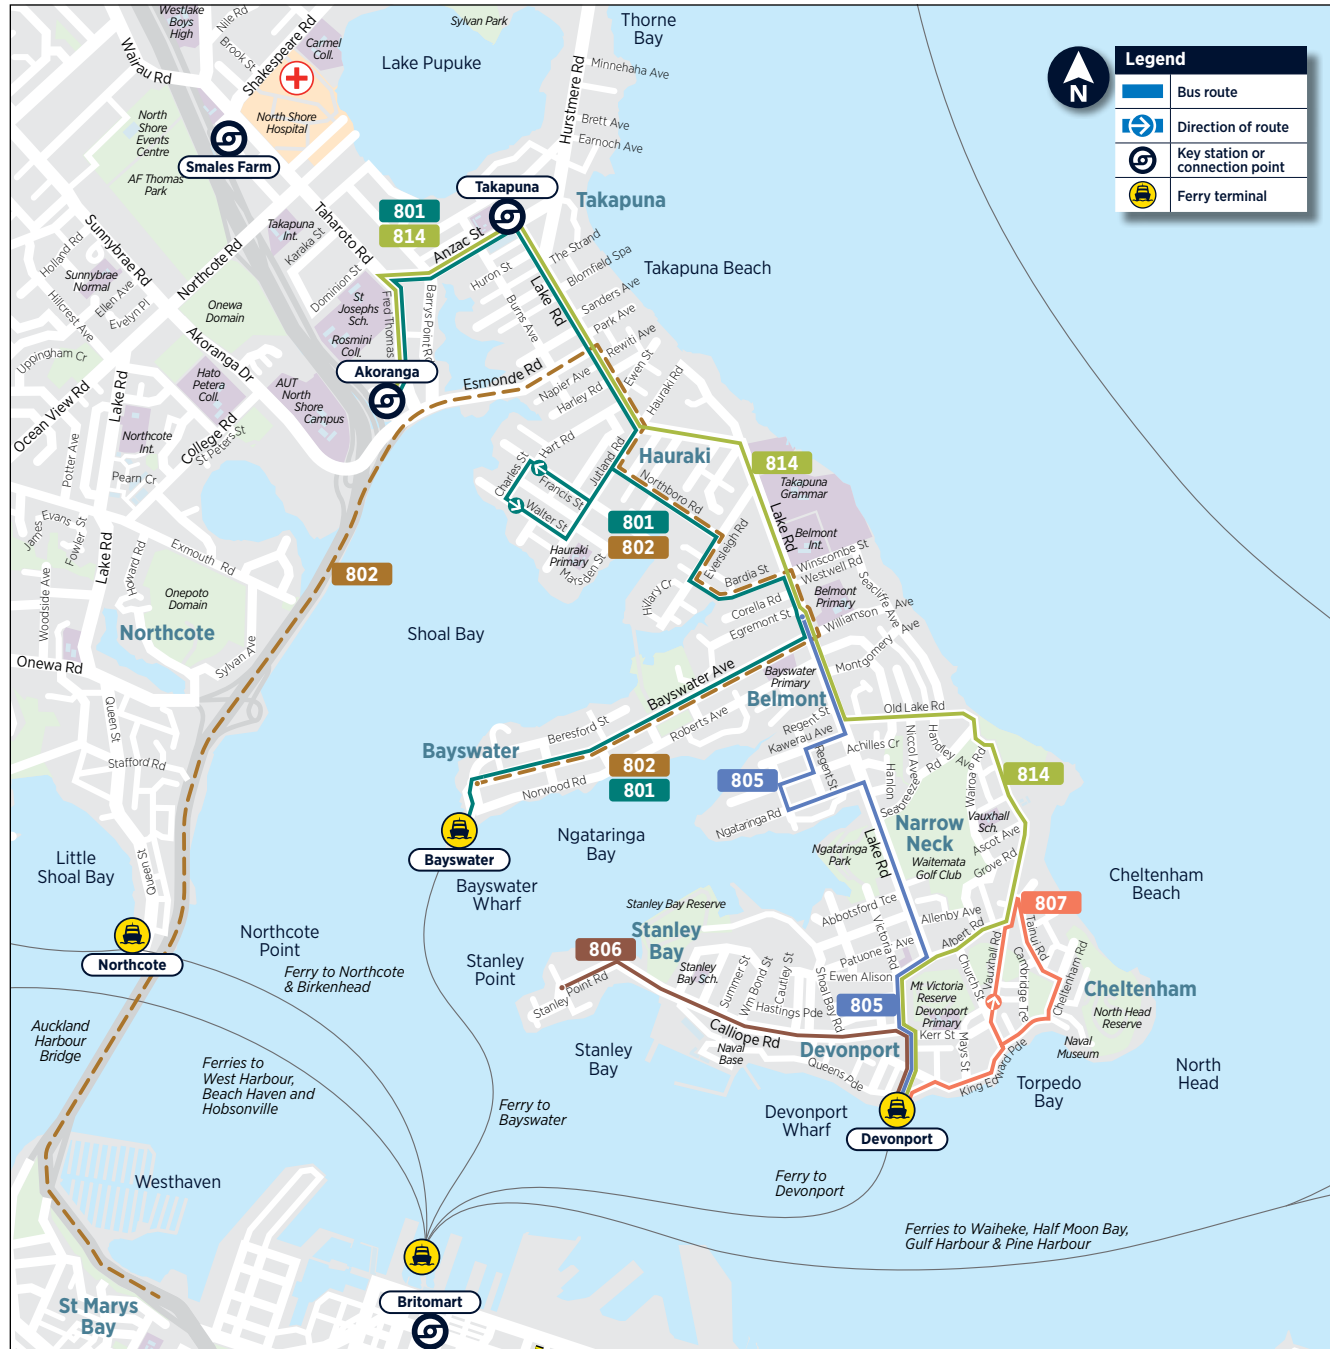 Westlake
Boys
High
Nile Rd
Sylvan Park
Thorne
Bay
Wairau Rd
Brook St
Shakespeare Rd
Carmel
Coll.
Lake Pupuke
Hurstmere Rd
Minnehaha Ave
N
Legend
Bus route
Direction of route
Key station or
connection point
Ferry terminal
North
Shore
Events
Centre
North Shore
Hospital
Brett Ave
Earnoch Ave
Smales Farm
AF Thomas
Park
Takapuna
Takapuna
801
814
Anzac St
Taharoto Rd
Takapuna
Int.
Karaka St
Sunnybrae Rd
Holland Rd
Northcote Rd
Sunnybrae
Normal
Ellen Ave
Evelyn Pl
Hillcrest Ave
Dominion St
The Strand
Blomfield Spa
Takapuna Beach
Huron St
Lake Rd
Burns Ave
Sanders Ave
Park Ave
Rewiti Ave
St
Josephs
Sch.
Fred Thomas
Barrys Point Rd
Onewa
Domain
Rosmini
Coll.
Akoranga Dr
Uppingham Cr
Akoranga
Esmonde Rd
Ewen St
Hauraki Rd
Napier Ave
Harley Rd
Hato
Petera
Coll.
AUT
North
Shore
Campus
Lake Rd
Ocean View Rd
College Rd
St Peters St
Northcote
Int.
Potter Ave
Pearn Cr
Hart Rd
Jutland Rd
Charles St
Francis St
Walter St
Hauraki
Northboro Rd
814
Takapuna
Grammar
801
802
Lake Rd
Belmont
Int.
Eversleigh Rd
Hauraki
Primary
Marsden St
Evans St
James
Fowler
Lake Rd
Howard Rd
Exmouth Rd
802
Hillary Cr
Bardia St
Winscombe St
Westwell Rd
Seacliffe Ave
Woodside Ave
Onepoto
Domain
Corella Rd
Egremont St
Belmont
Primary
Williamson Ave
Northcote
Shoal Bay
Sylvan Ave
Montgomery Ave
Onewa Rd
Bayswater Ave
Bayswater
Primary
Belmont
Queen St
Roberts Ave
Regent St
Kawerau Ave
Old Lake Rd
Beresford St
Bayswater
Achilles Cr
Niccol Ave
Handley Ave
Stafford Rd
802
801
Norwood Rd
805
Regent St
Hanlon
Seabreeze Rd
Wairoa Rd
814
Ngataringa Rd
Vauxhall
Sch.
Narrow
Neck
Ascot Ave
Grove Rd
Ngataringa
Bay
Lake Rd
Ngataringa
Park
Waitemata
Golf Club
Little
Shoal Bay
Queen St
Bayswater
Bayswater
Wharf
Cheltenham
Beach
Abbotsford Tce
Allenby Ave
Stanley Bay Reserve
807
Northcote
Northcote
Point
Stanley
Bay
806
Victoria Rd
Albert Rd
Tainui Rd
Vauxhall Rd
Patuone Ave
Ferry to Northcote
& Birkenhead
Stanley
Point
Stanley
Bay Sch.
Summer St
Wm Bond St
Cautley St
Ewen Alison
Shoal Bay Rd
Church St
Cambridge Tce
Cheltenham Rd
Stanley Point Rd
Mt Victoria
Reserve
Devonport
Primary
Cheltenham
North Head
Reserve
Hastings Pde
805
Auckland
Harbour
Bridge
Calliope Rd
Naval
Base
Devonport
Kerr St
Mays St
Naval
Museum
Stanley
Bay
Queens Pde
King Edward Pde
Torpedo
Bay
North
Head
Ferries to
West Harbour,
Beach Haven and
Hobsonville
Ferry to
Bayswater
Devonport
Wharf
Devonport
Ferry to
Devonport
Westhaven
Ferries to Waiheke, Half Moon Bay,
Gulf Harbour & Pine Harbour
Britomart
St Marys
Bay